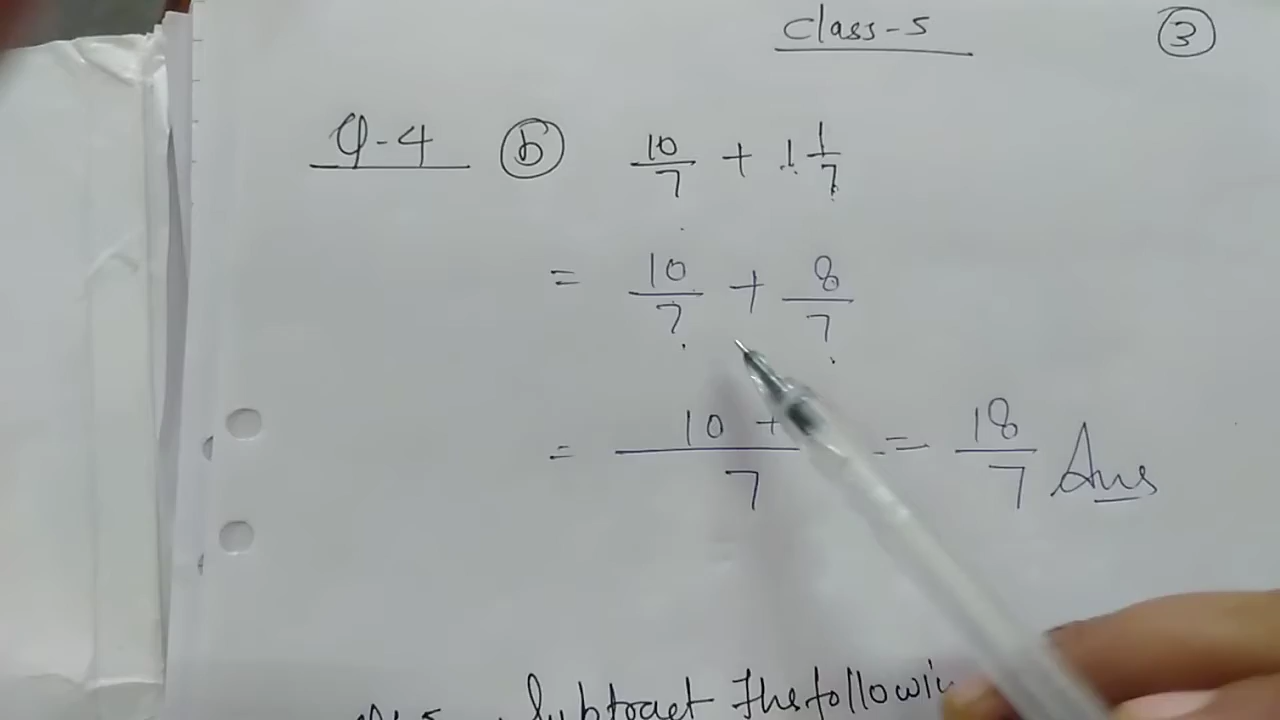 Class-5 3
Q-4 b 10/7 + 1 1/7
= 10/7 + 8/7
= 10 + / 7 = 18/7 Ans
Subtract the following